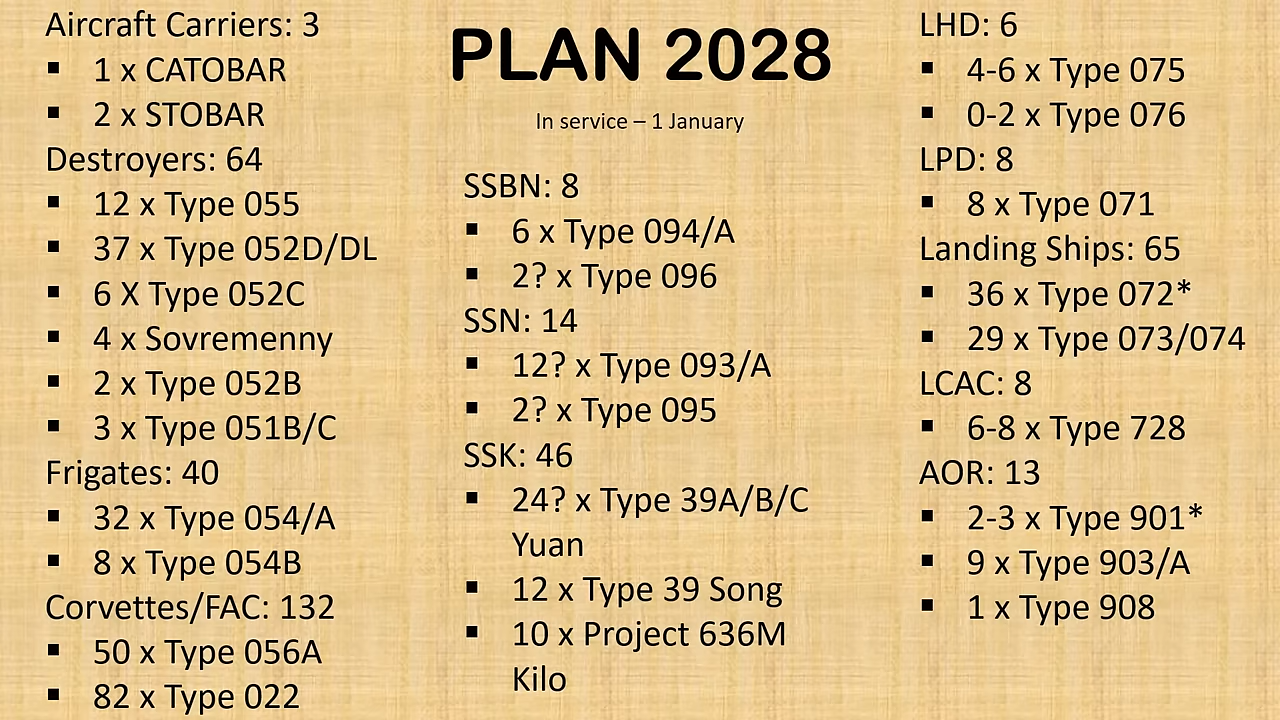 Aircraft Carriers: 3
▪ 1 x CATOBAR
▪ 2 x STOBAR
Destroyers: 64
▪ 12 x Type 055
▪ 37 x Type 052D/DL
▪ 6 X Type 052C
▪ 4 x Sovremenny
▪ 2 x Type 052B
▪ 3 x Type 051B/C
Frigates: 40
▪ 32 x Type 054/A
▪ 8 x Type 054B
Corvettes/FAC: 132
▪ 50 x Type 056A
▪ 82 x Type 022
PLAN 2028
In service – 1 January
SSBN: 8
▪ 6 x Type 094/A
▪ 2? x Type 096
SSN: 14
▪ 12? x Type 093/A
▪ 2? x Type 095
SSK: 46
▪ 24? x Type 39A/B/C
Yuan
▪ 12 x Type 39 Song
▪ 10 x Project 636M
Kilo
LHD: 6
▪ 4-6 x Type 075
▪ 0-2 x Type 076
LPD: 8
▪ 8 x Type 071
Landing Ships: 65
▪ 36 x Type 072*
▪ 29 x Type 073/074
LCAC: 8
▪ 6-8 x Type 728
AOR: 13
▪ 2-3 x Type 901*
▪ 9 x Type 903/A
▪ 1 x Type 908